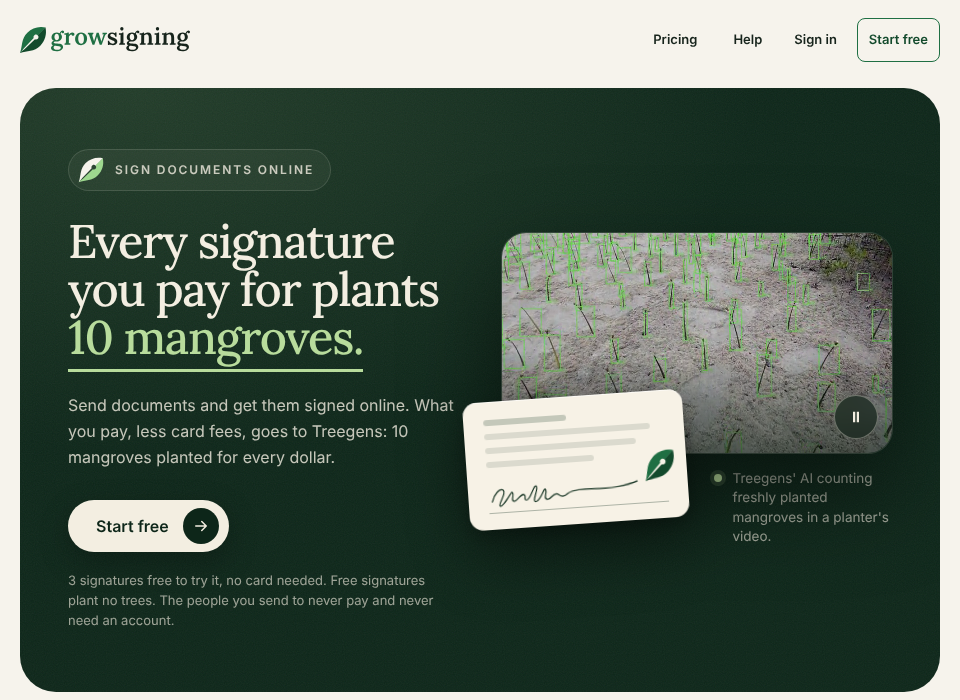 growsigning
Pricing
Help
Sign in
Start free
SIGN DOCUMENTS ONLINE
Every signature
you pay for plants
10 mangroves.
Send documents and get them signed online. What
you pay, less card fees, goes to Treegens: 10
mangroves planted for every dollar.
Start free
3 signatures free to try it, no card needed. Free signatures
plant no trees. The people you send to never pay and never
need an account.
Treegens' AI counting
freshly planted
mangroves in a planter's
video.